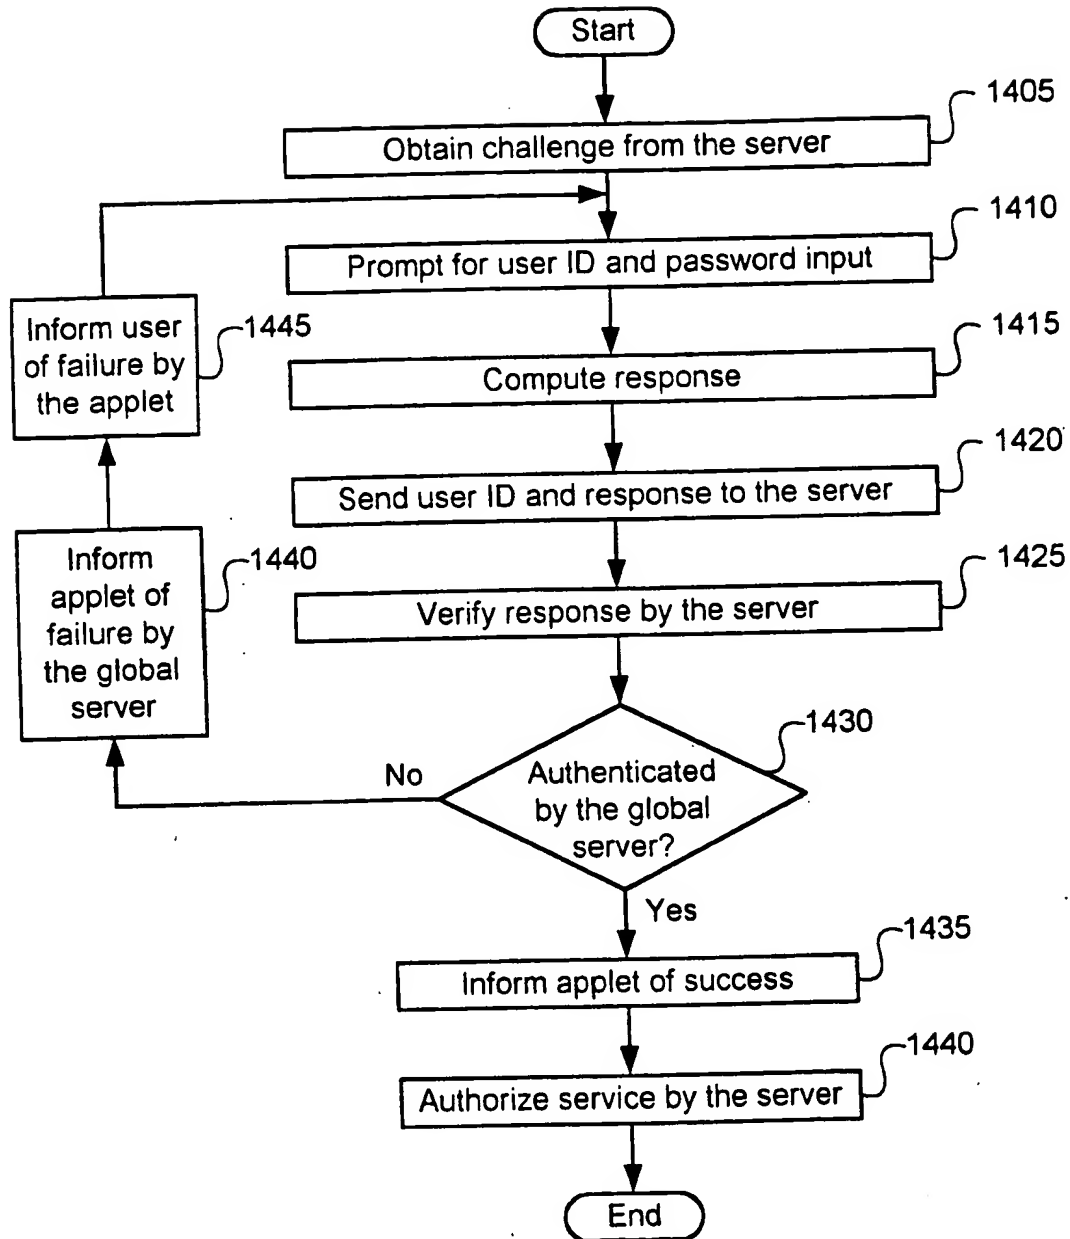 Start
1405
Obtain challenge from the server
1410
Prompt for user ID and password input
1415
Compute response
1420
Send user ID and response to the server
1425
Verify response by the server
1430
Authenticated
by the global
server?
No
Inform
applet of
failure by
the global
server
1440
Inform user
of failure by
the applet
1445
Yes
1435
Inform applet of success
1440
Authorize service by the server
End